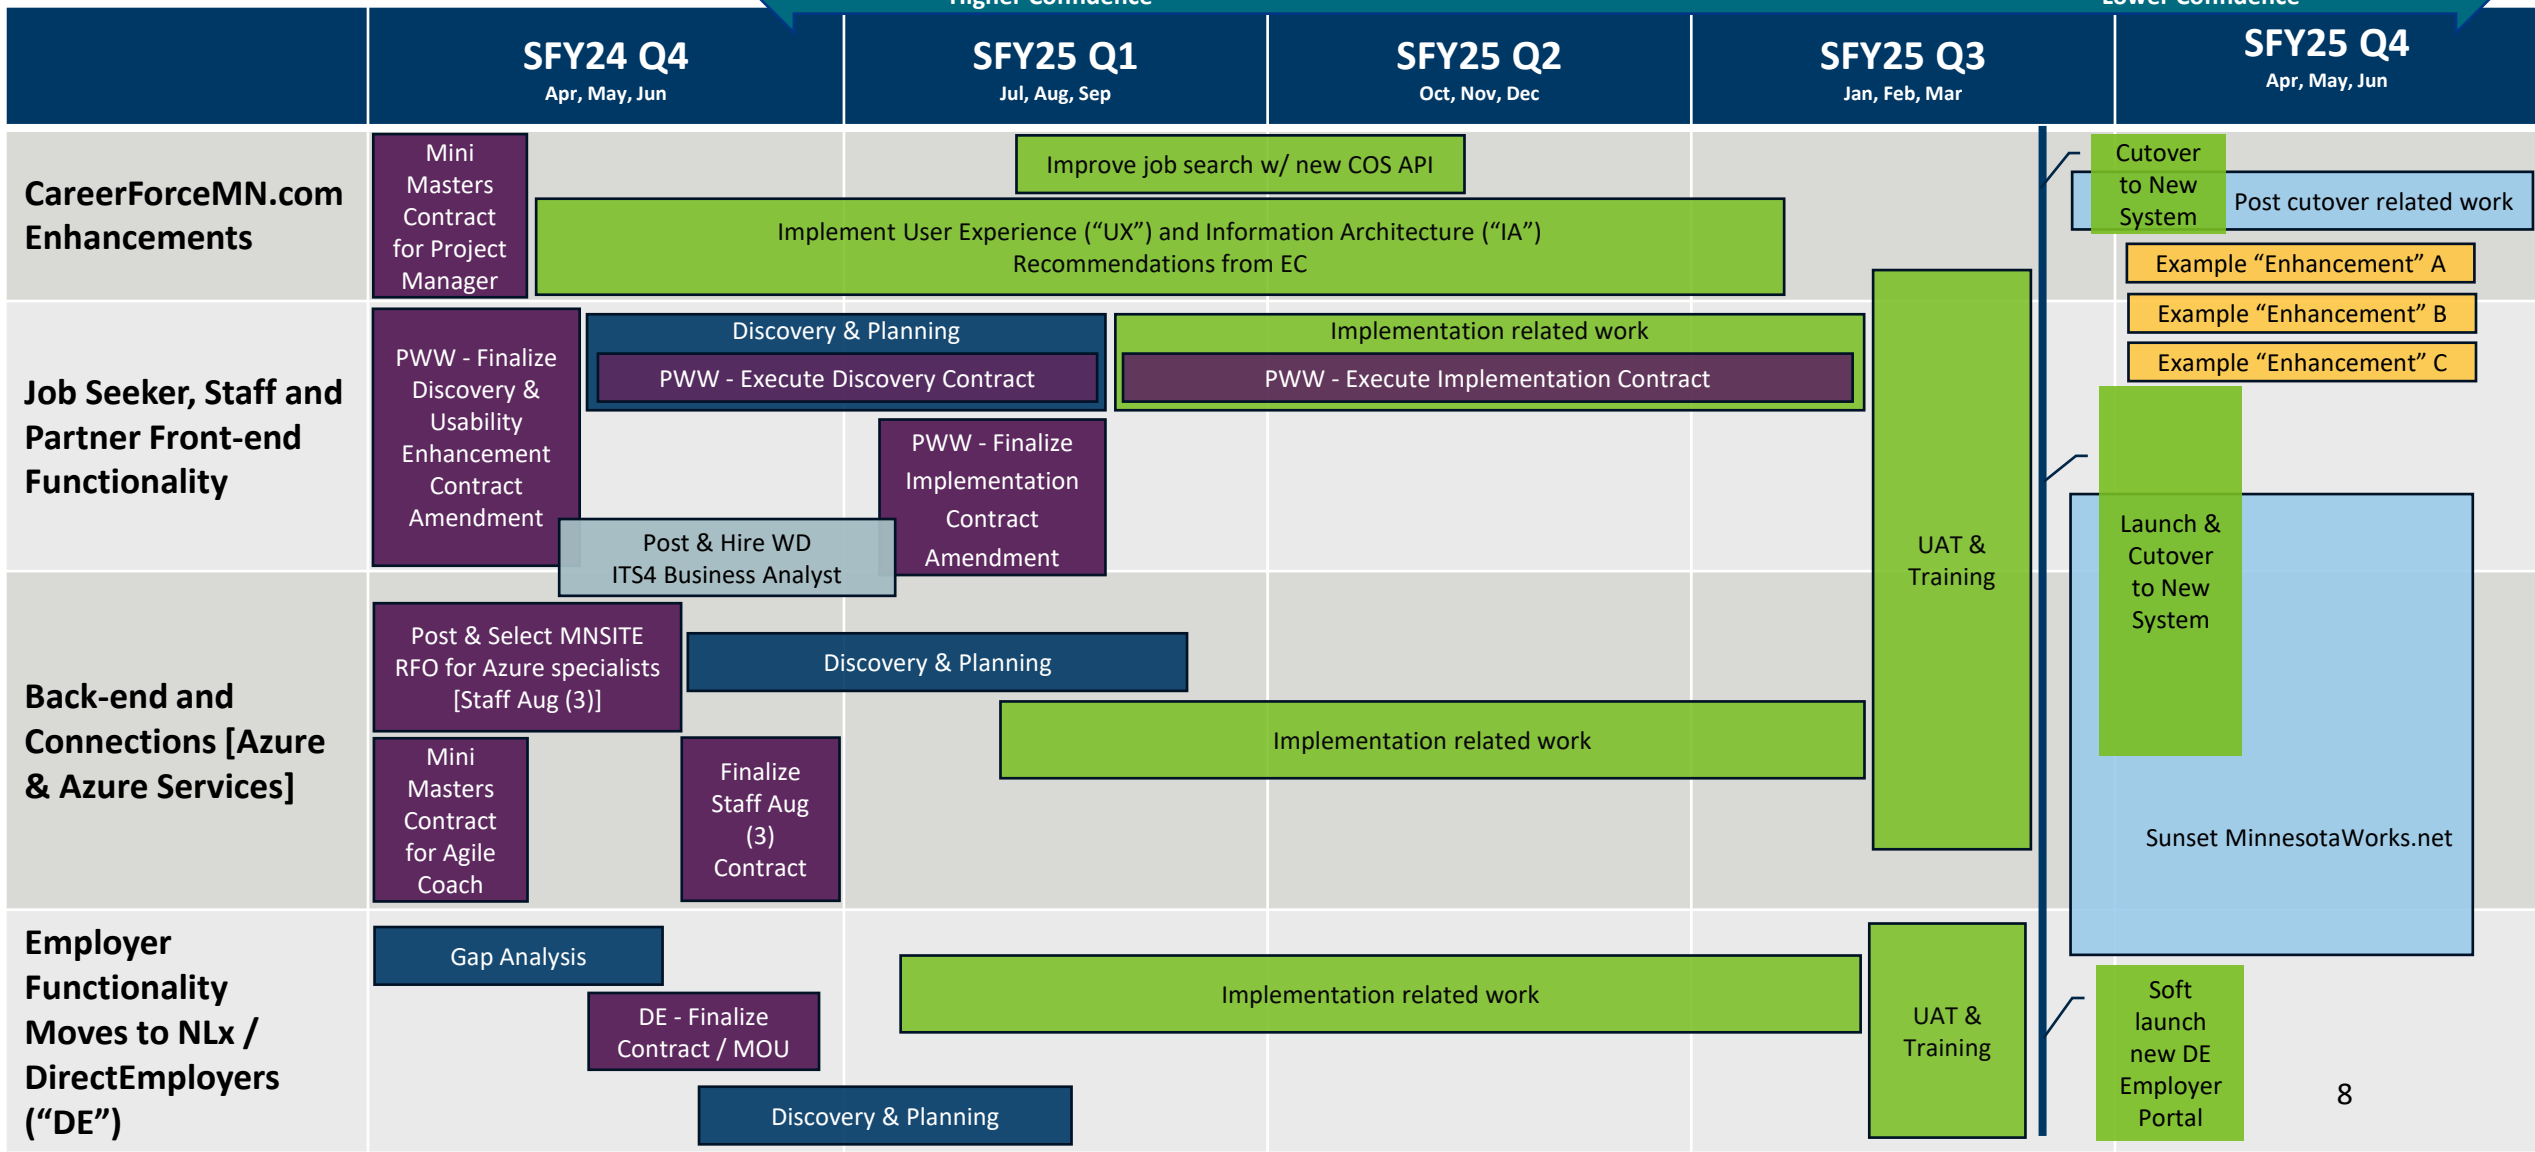 Higher Confidence
Lower Confidence
SFY24 Q4
Apr, May, Jun
SFY25 Q1
Jul, Aug, Sep
SFY25 Q2
Oct, Nov, Dec
SFY25 Q3
Jan, Feb, Mar
SFY25 Q4
Apr, May, Jun
CareerForceMN.com
Enhancements
Mini
Masters
Contract
for Project
Manager
Improve job search w/ new COS API
Implement User Experience (“UX”) and Information Architecture (“IA”)
Recommendations from EC
Cutover
to New
System
Post cutover related work
Example “Enhancement” A
Example “Enhancement” B
Example “Enhancement” C
Job Seeker, Staff and
Partner Front-end
Functionality
PWW - Finalize
Discovery &
Usability
Enhancement
Contract
Amendment
Discovery & Planning
PWW - Execute Discovery Contract
Implementation related work
PWW - Execute Implementation Contract
PWW - Finalize
Implementation
Contract
Amendment
Post & Hire WD
ITS4 Business Analyst
UAT &
Training
Launch &
Cutover
to New
System
Back-end and
Connections [Azure
& Azure Services]
Post & Select MNSITE
RFO for Azure specialists
[Staff Aug (3)]
Discovery & Planning
Implementation related work
Mini
Masters
Contract
for Agile
Coach
Finalize
Staff Aug
(3)
Contract
Sunset MinnesotaWorks.net
Employer
Functionality
Moves to NLx /
DirectEmployers
(“DE”)
Gap Analysis
DE - Finalize
Contract / MOU
Discovery & Planning
Implementation related work
UAT &
Training
Soft
launch
new DE
Employer
Portal
8